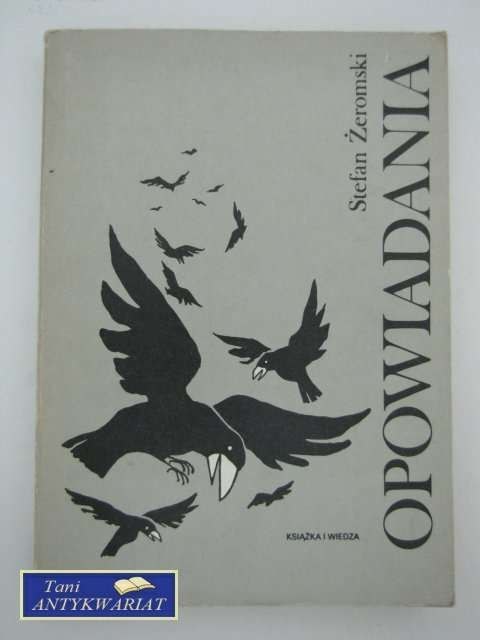 Stefan Żeromski
OPOWIADANIA
KSIĄŻKA I WIEDZA
Tani
ANTYKWARIAT